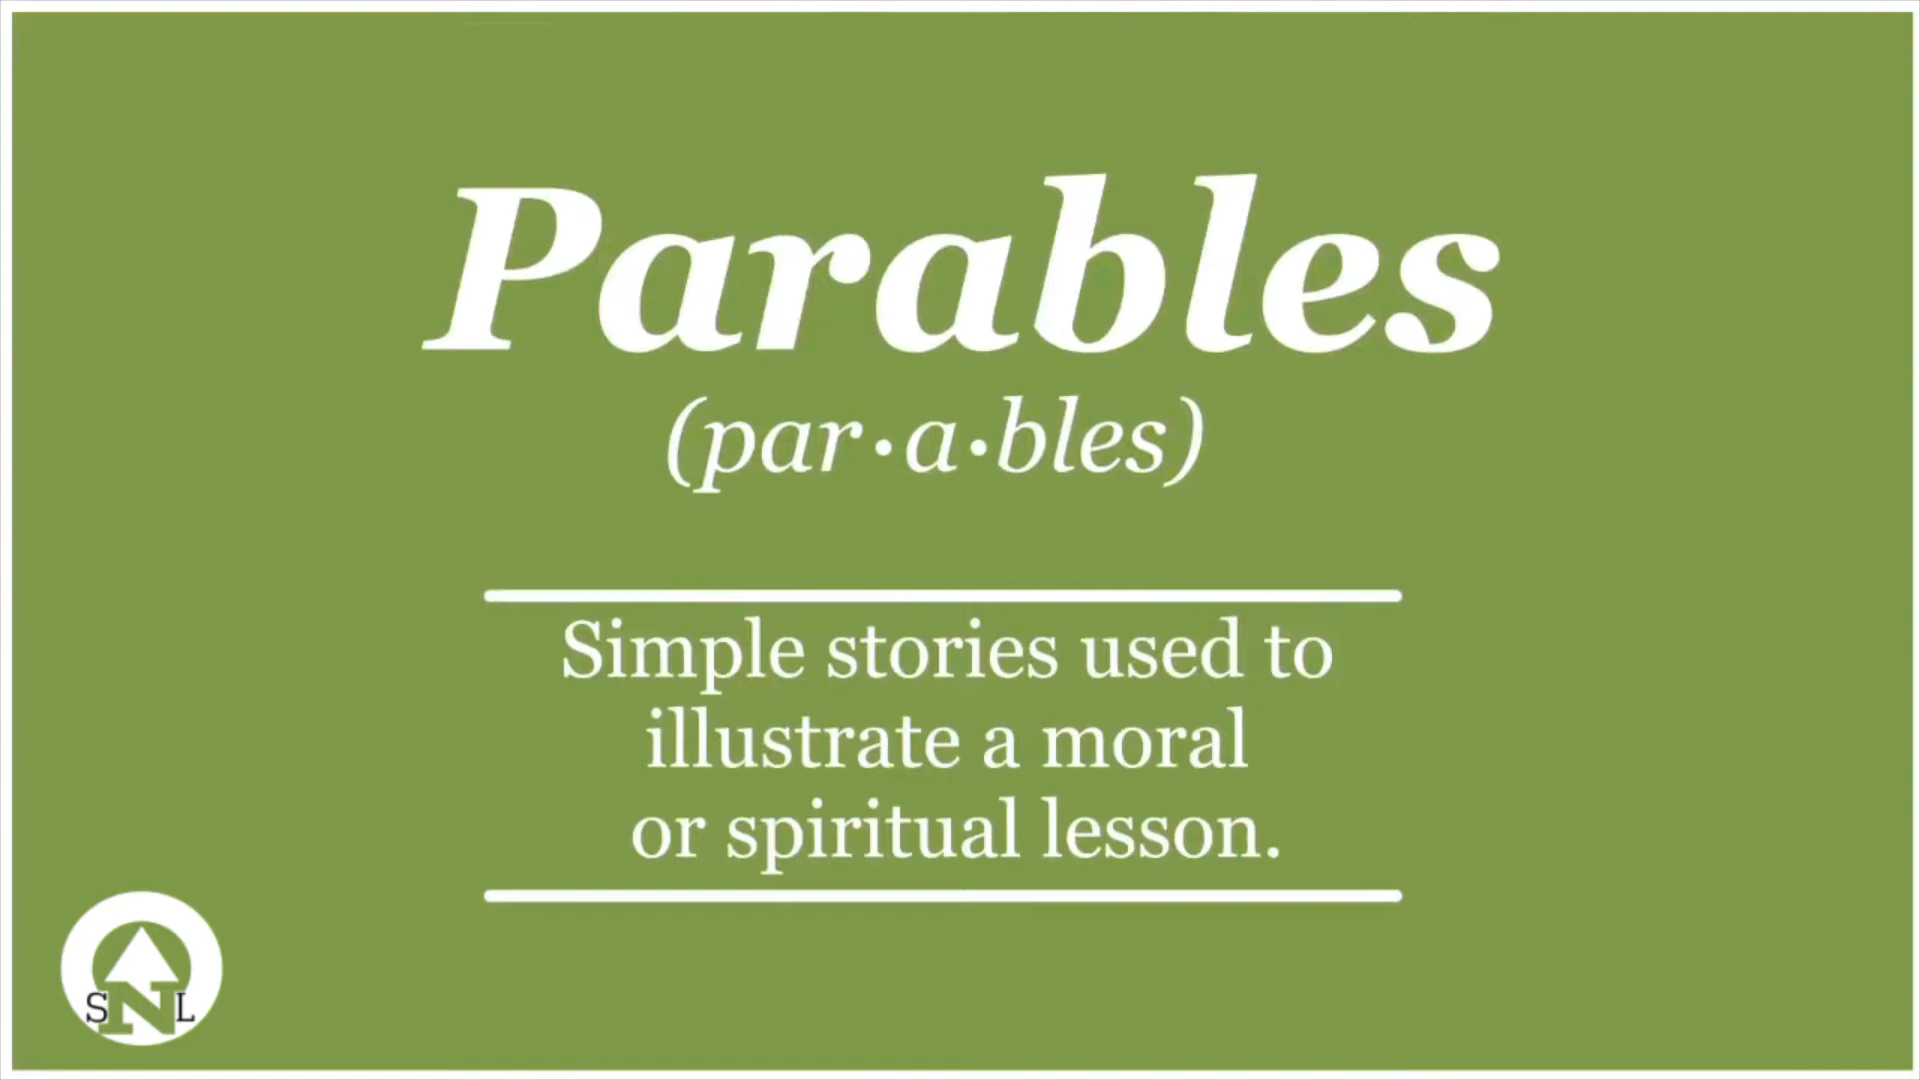 Parables
(par•a•bles)
Simple stories used to
illustrate a moral
or spiritual lesson.
SNL